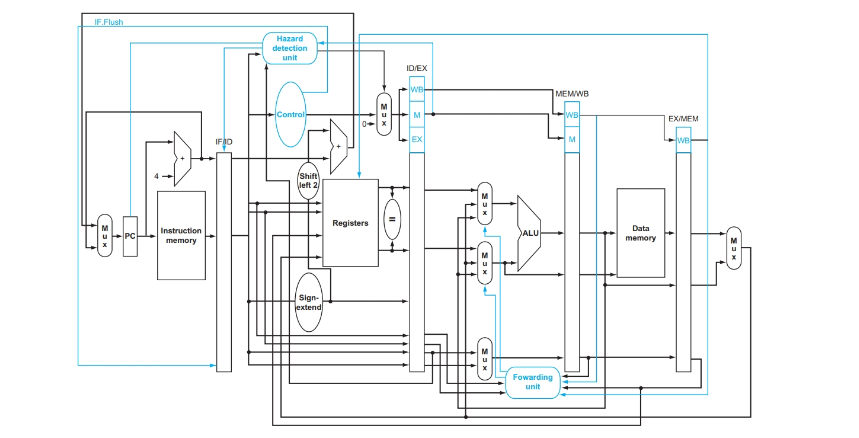 IF.Flush
Hazard
detection
unit
ID/EX
WB
MEM/WB
Control
M
u
x
M
WB
EX/MEM
0
IF/ID
EX
M
WB
+
+
4
Shift
left 2
M
u
x
PC
Instruction
memory
Registers
=
M
u
x
ALU
Data
memory
M
u
x
M
u
x
Sign-
extend
M
u
x
Fowarding
unit